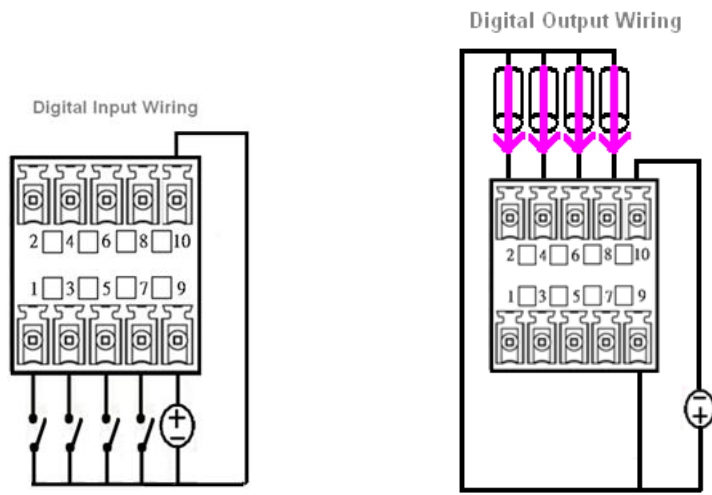 Digital Output Wiring
Digital Input Wiring
2 4 6 8 10
1 3 5 7 9
+
−
2 4 6 8 10
1 3 5 7 9
−
+